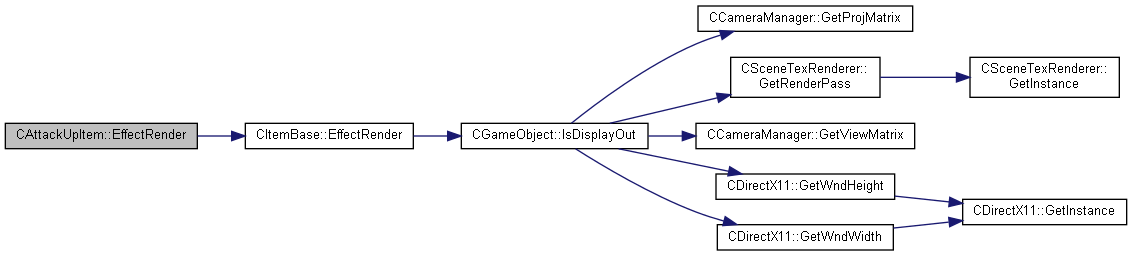 CAttackUpItem::EffectRender
CItemBase::EffectRender
CGameObject::IsDisplayOut
CCameraManager::GetProjMatrix
CSceneTexRenderer::
GetRenderPass
CSceneTexRenderer::
GetInstance
CCameraManager::GetViewMatrix
CDirectX11::GetWndHeight
CDirectX11::GetInstance
CDirectX11::GetWndWidth